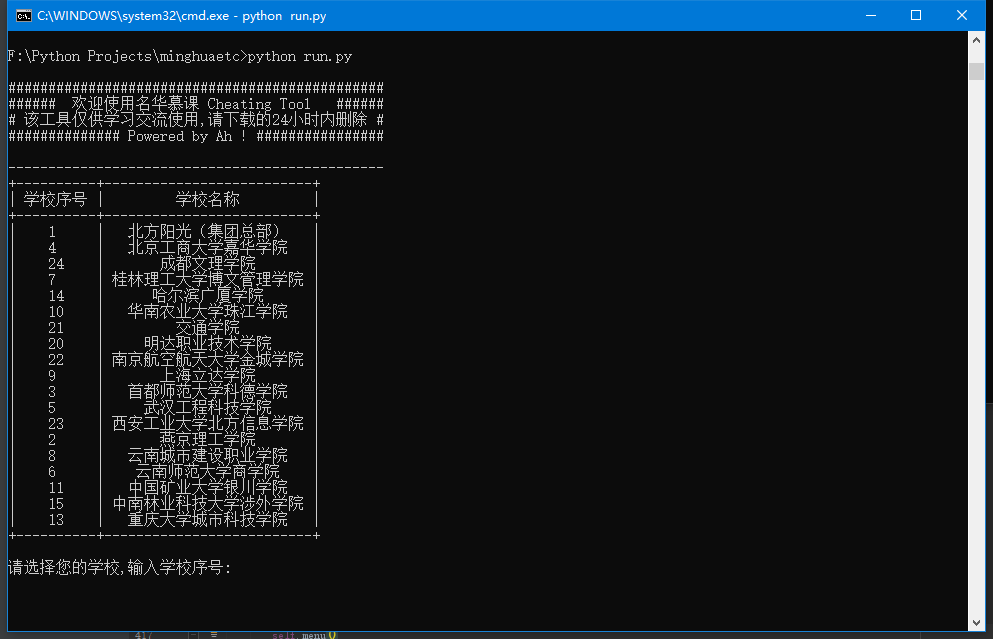 C:\WINDOWS\system32\cmd.exe - python run.py
F:\Python Projects\minghuaetc>python run.py
###############################################
###### 欢迎使用名华慕课 Cheating Tool ######
# 该工具仅供学习交流使用,请下载的24小时内删除 #
############## Powered by Ah ! ################
-----------------------------------------------
+----------+--------------------------+
| 学校序号 | 学校名称 |
+----------+--------------------------+
| 1 | 北方阳光（集团总部） |
| 4 | 北京工商大学嘉华学院 |
| 24 | 成都文理学院 |
| 7 | 桂林理工大学博文管理学院 |
| 14 | 哈尔滨广厦学院 |
| 10 | 华南农业大学珠江学院 |
| 21 | 交通学院 |
| 20 | 明达职业技术学院 |
| 22 | 南京航空航天大学金城学院 |
| 9 | 上海立达学院 |
| 3 | 首都师范大学科德学院 |
| 5 | 武汉工程科技学院 |
| 23 | 西安工业大学北方信息学院 |
| 2 | 燕京理工学院 |
| 8 | 云南城市建设职业学院 |
| 6 | 云南师范大学商学院 |
| 11 | 中国矿业大学银川学院 |
| 15 | 中南林业科技大学涉外学院 |
| 13 | 重庆大学城市科技学院 |
+----------+--------------------------+
请选择您的学校,输入学校序号:
417 self.menu()